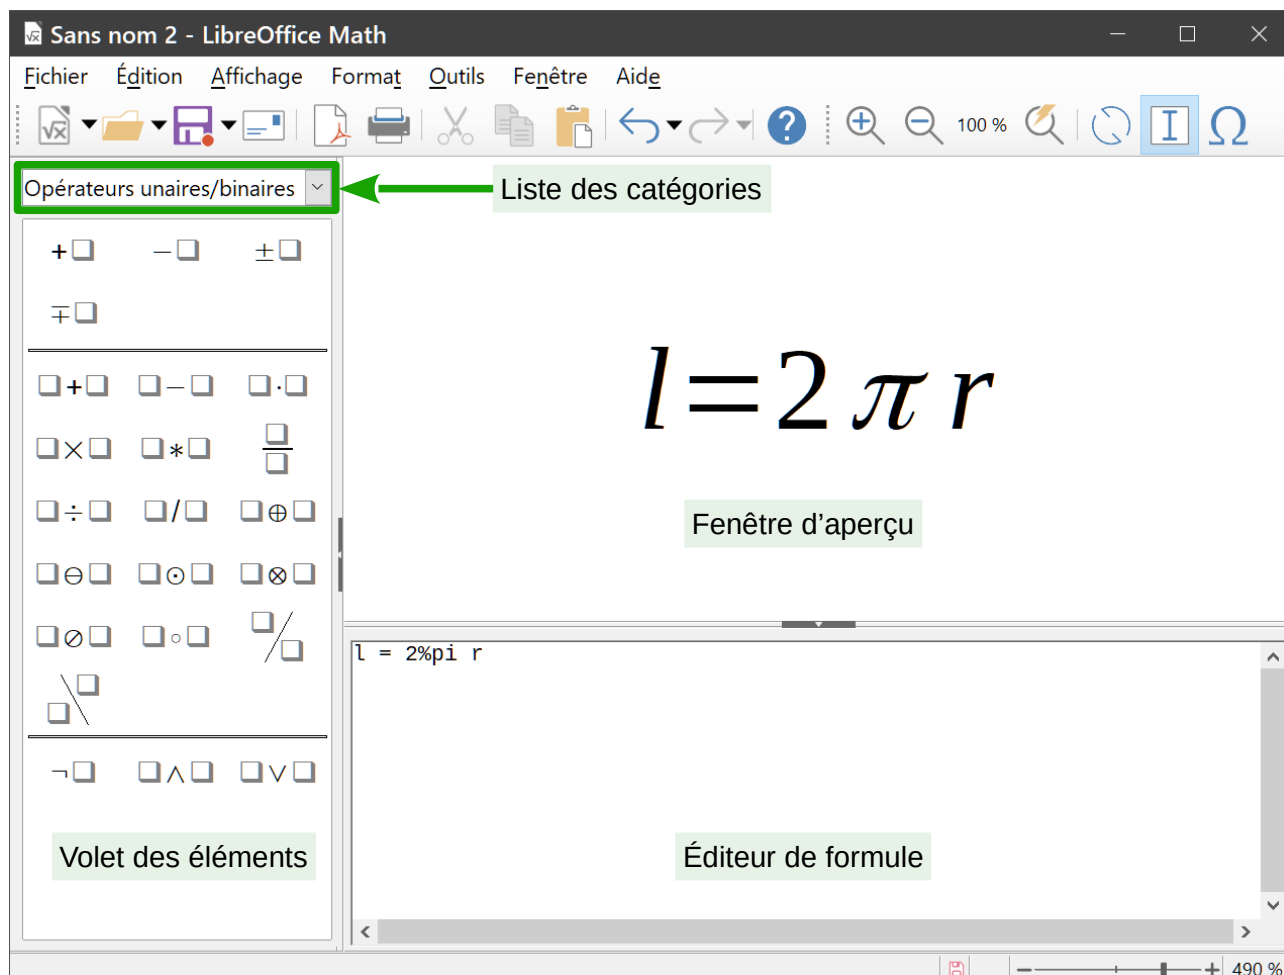 Sans nom 2 - LibreOffice Math
Fichier Édition Affichage Format Outils Fenêtre Aide
100 %
Opérateurs unaires/binaires
Liste des catégories
+□ −□ ±□
∓□
□+□ □−□ □·□
□×□ □∗□ □/□
□÷□ □/□ □⊕□
□⊖□ □⊙□ □⊗□
□⊘□ □∘□ □/□
□\□
¬□ □∧□ □∨□
Volet des éléments
l=2πr
Fenêtre d’aperçu
l = 2%pi r
Éditeur de formule
490 %